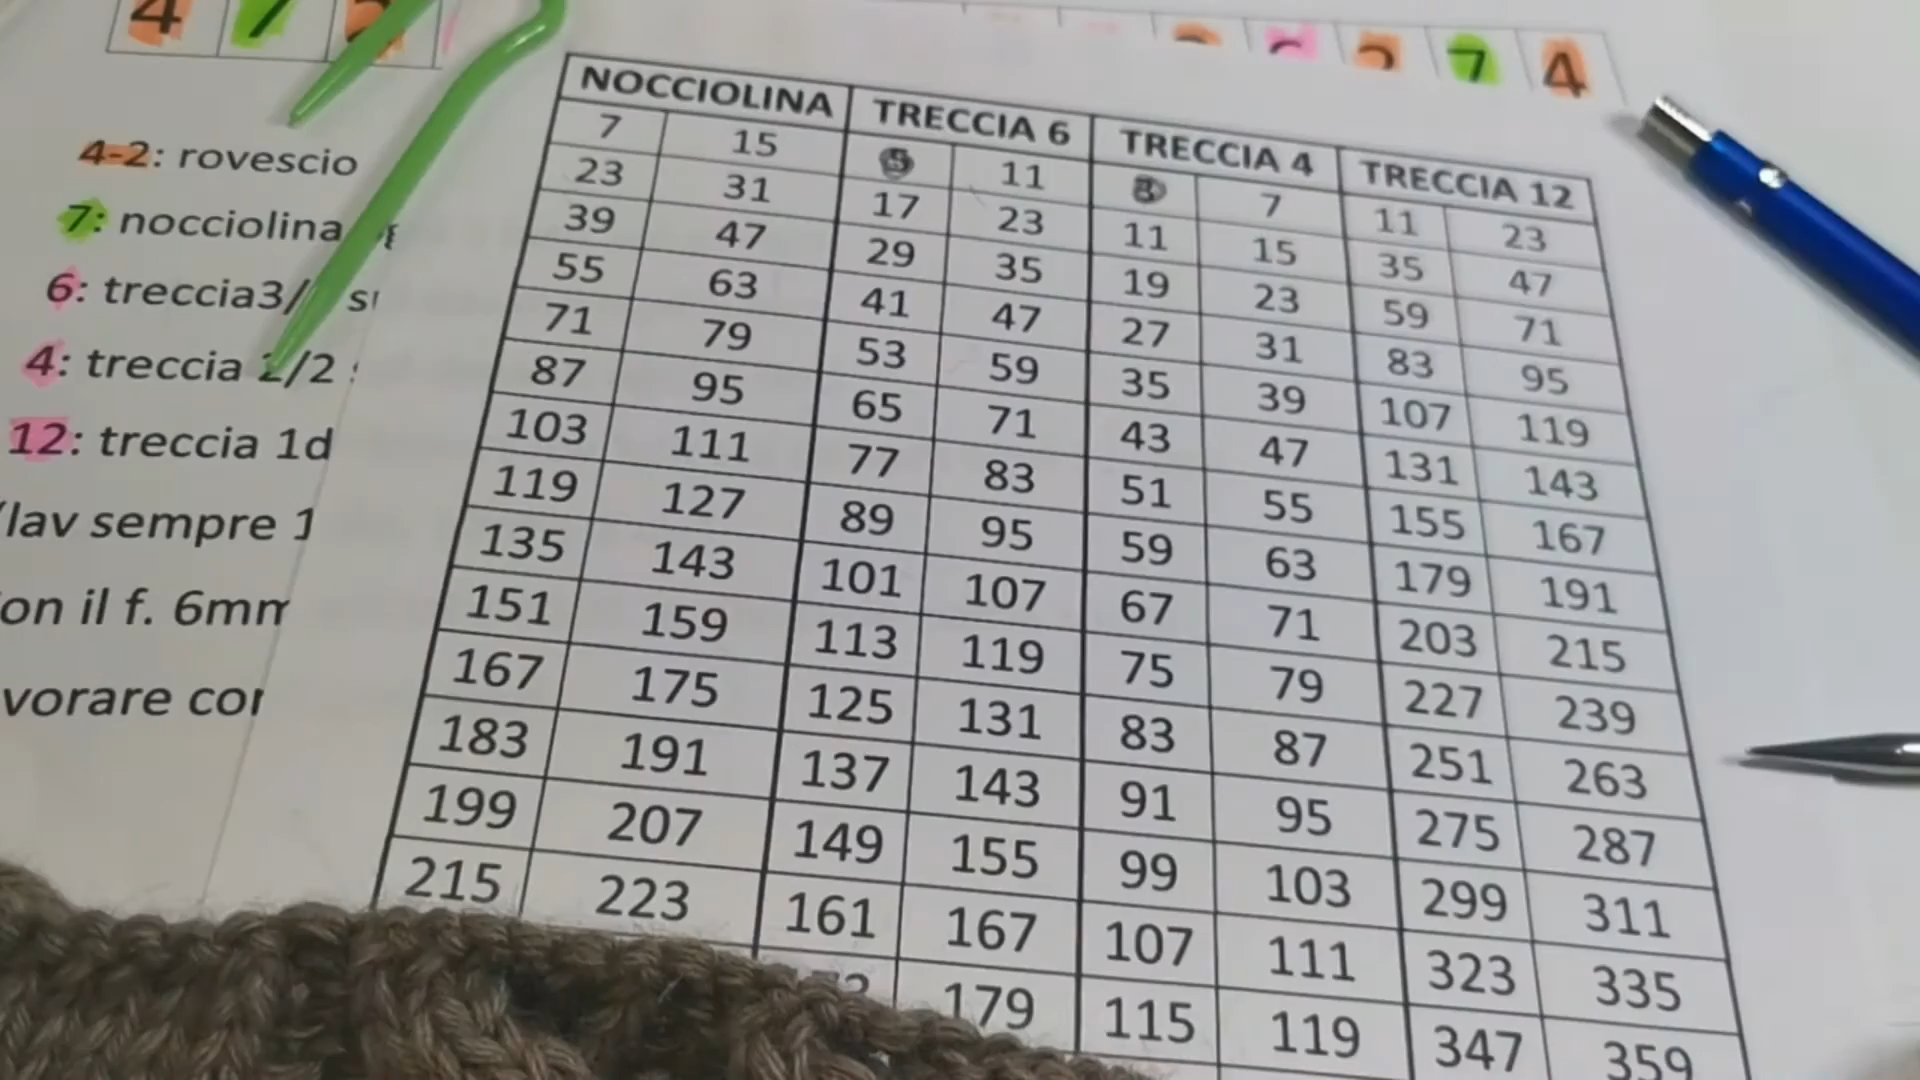 4 7
7 4
4-2: rovescio
7: nocciolina
6: treccia3/
4: treccia 2/2
12: treccia 1d
/lav sempre 1
on il f. 6mm
vorare con
NOCCIOLINA TRECCIA 6 TRECCIA 4 TRECCIA 12
7 15 5 11 3 7 11 23
23 31 17 23 11 15 35 47
39 47 29 35 19 23 59 71
55 63 41 47 27 31 83 95
71 79 53 59 35 39 107 119
87 95 65 71 43 47 131 143
103 111 77 83 51 55 155 167
119 127 89 95 59 63 179 191
135 143 101 107 67 71 203 215
151 159 113 119 75 79 227 239
167 175 125 131 83 87 251 263
183 191 137 143 91 95 275 287
199 207 149 155 99 103 299 311
215 223 161 167 107 111 323 335
179 115 119 347 359